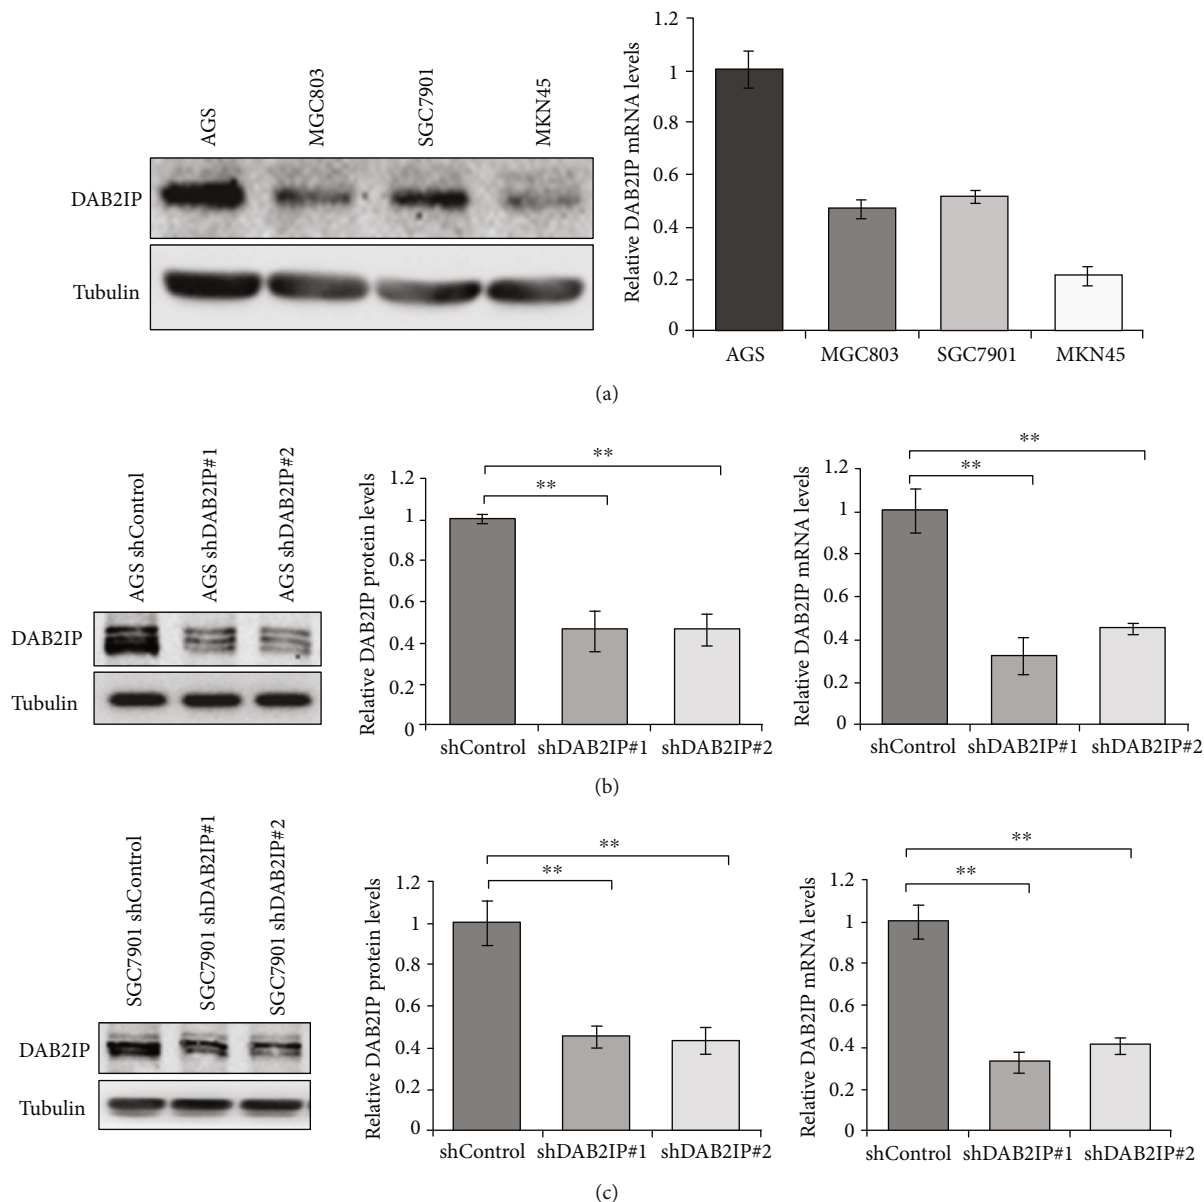 AGS
MGC803
SGC7901
MKN45
DAB2IP
Tubulin
Relative DAB2IP mRNA levels
1.2
1
0.8
0.6
0.4
0.2
0
AGS MGC803 SGC7901 MKN45
(a)
AGS shControl
AGS shDAB2IP#1
AGS shDAB2IP#2
DAB2IP
Tubulin
Relative DAB2IP protein levels
1.2
1
0.8
0.6
0.4
0.2
0
**
**
shControl shDAB2IP#1 shDAB2IP#2
Relative DAB2IP mRNA levels
1.2
1
0.8
0.6
0.4
0.2
0
**
**
shControl shDAB2IP#1 shDAB2IP#2
(b)
SGC7901 shControl
SGC7901 shDAB2IP#1
SGC7901 shDAB2IP#2
DAB2IP
Tubulin
Relative DAB2IP protein levels
1.2
1
0.8
0.6
0.4
0.2
0
**
**
shControl shDAB2IP#1 shDAB2IP#2
Relative DAB2IP mRNA levels
1.2
1
0.8
0.6
0.4
0.2
0
**
**
shControl shDAB2IP#1 shDAB2IP#2
(c)